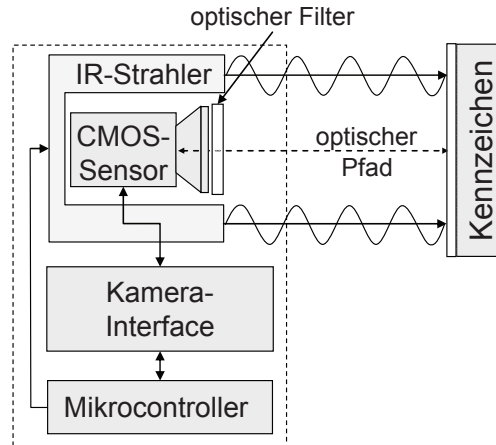 optischer Filter
IR-Strahler
CMOS-
Sensor
optischer
Pfad
Kennzeichen
Kamera-
Interface
Mikrocontroller